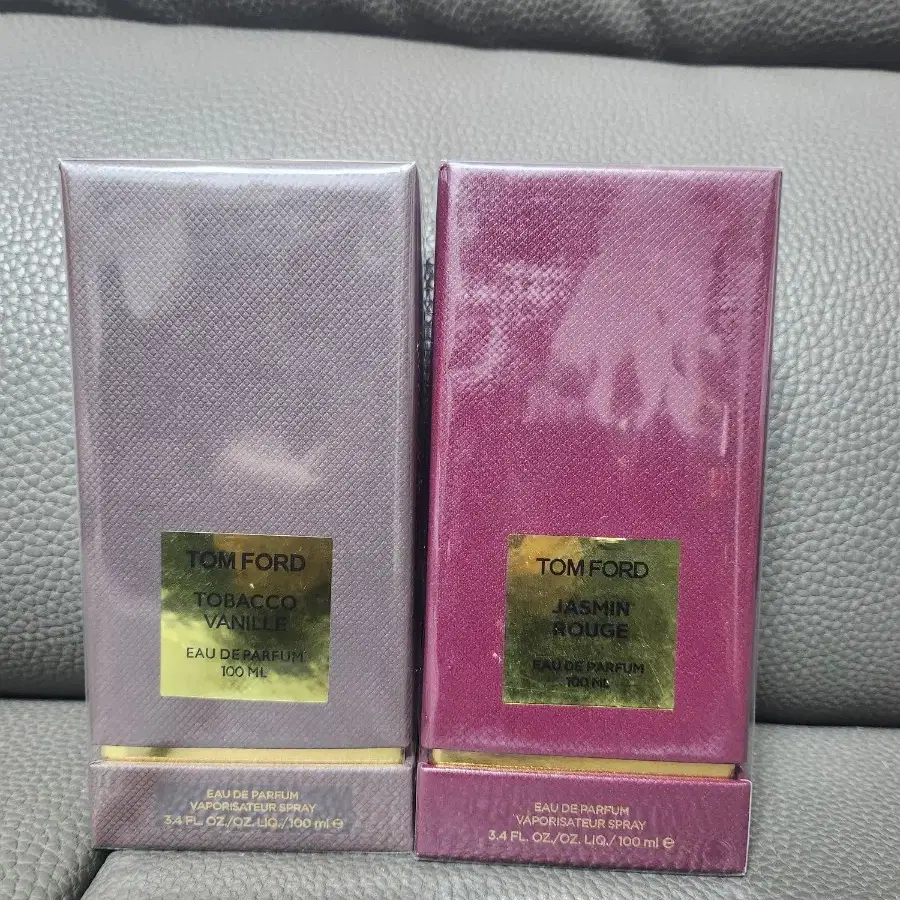 TOM FORD
TOBACCO
VANILLE
EAU DE PARFUM
100 ML
EAU DE PARFUM
VAPORISATEUR SPRAY
3.4 FL. OZ./OZ. LIQ./100 ml ℮
TOM FORD
JASMIN
ROUGE
EAU DE PARFUM
100 ML
EAU DE PARFUM
VAPORISATEUR SPRAY
3.4 FL. OZ./OZ. LIQ./100 ml ℮